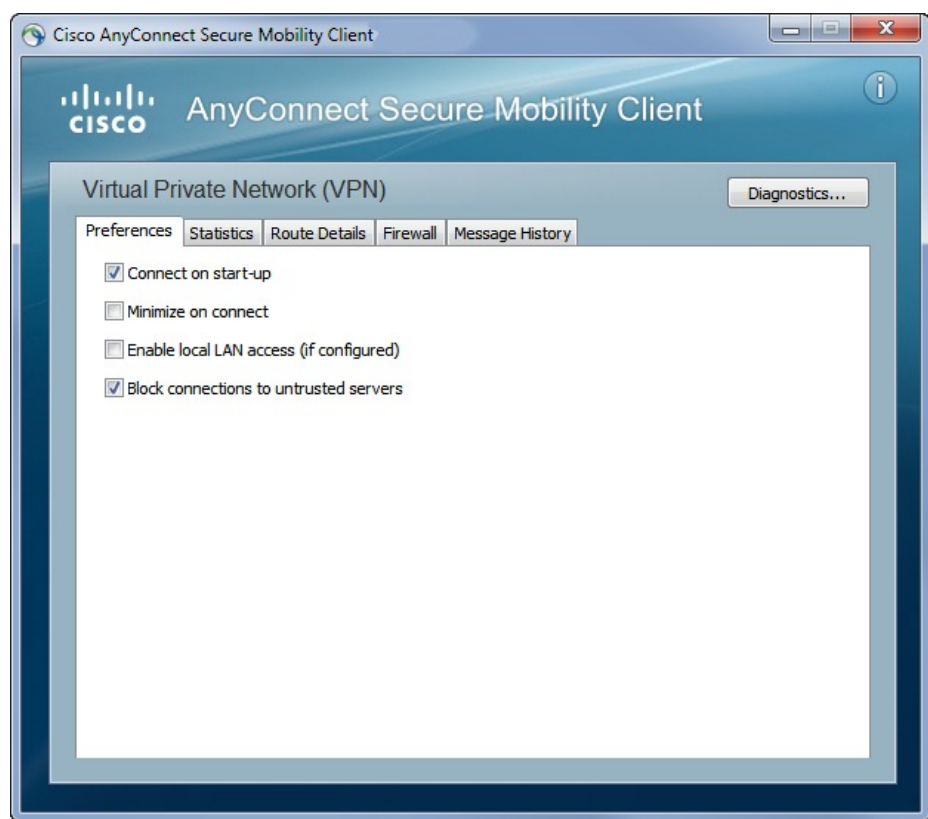 Cisco AnyConnect Secure Mobility Client
CISCO AnyConnect Secure Mobility Client
Virtual Private Network (VPN) Diagnostics...
Preferences Statistics Route Details Firewall Message History
Connect on start-up
Minimize on connect
Enable local LAN access (if configured)
Block connections to untrusted servers